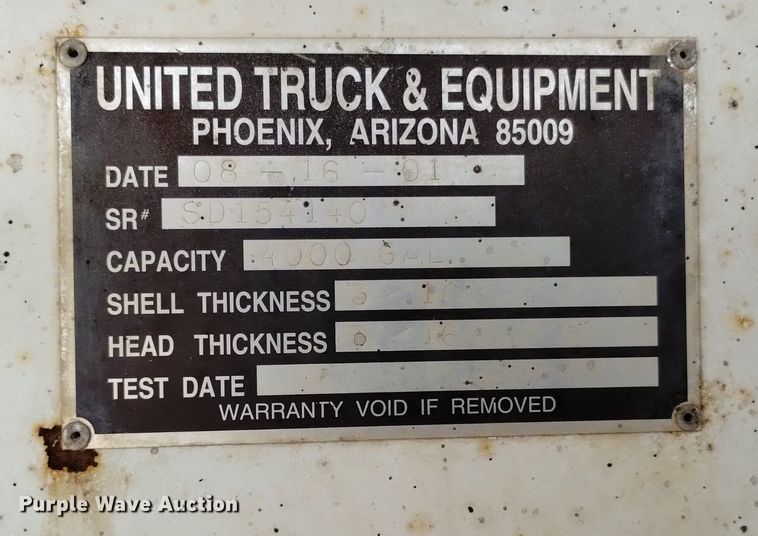 UNITED TRUCK & EQUIPMENT
PHOENIX, ARIZONA 85009
DATE 08 - 16 - 01
SR# SD154140
CAPACITY 4000 GAL
SHELL THICKNESS
HEAD THICKNESS
TEST DATE
WARRANTY VOID IF REMOVED
Purple Wave Auction